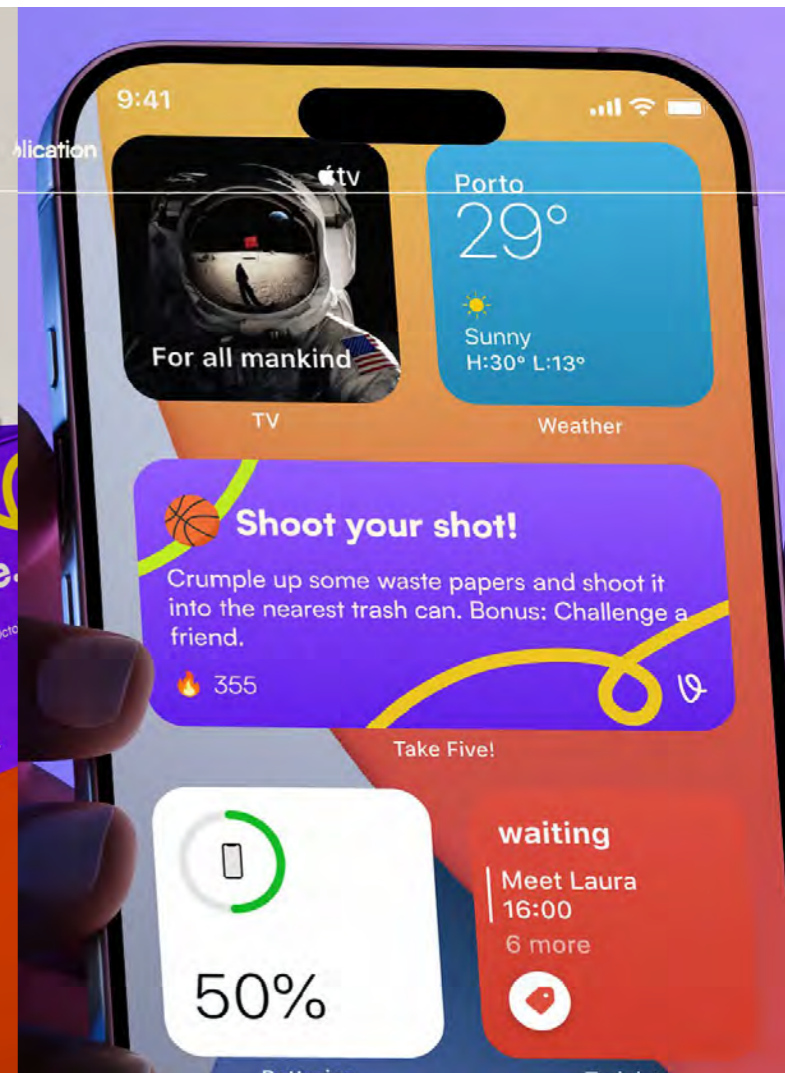 9:41
lication
tv
For all mankind
TV
Porto
29°
Sunny
H:30° L:13°
Weather
Shoot your shot!
Crumple up some waste papers and shoot it
into the nearest trash can. Bonus: Challenge a
friend.
355
Take Five!
50%
waiting
Meet Laura
16:00
6 more
e.